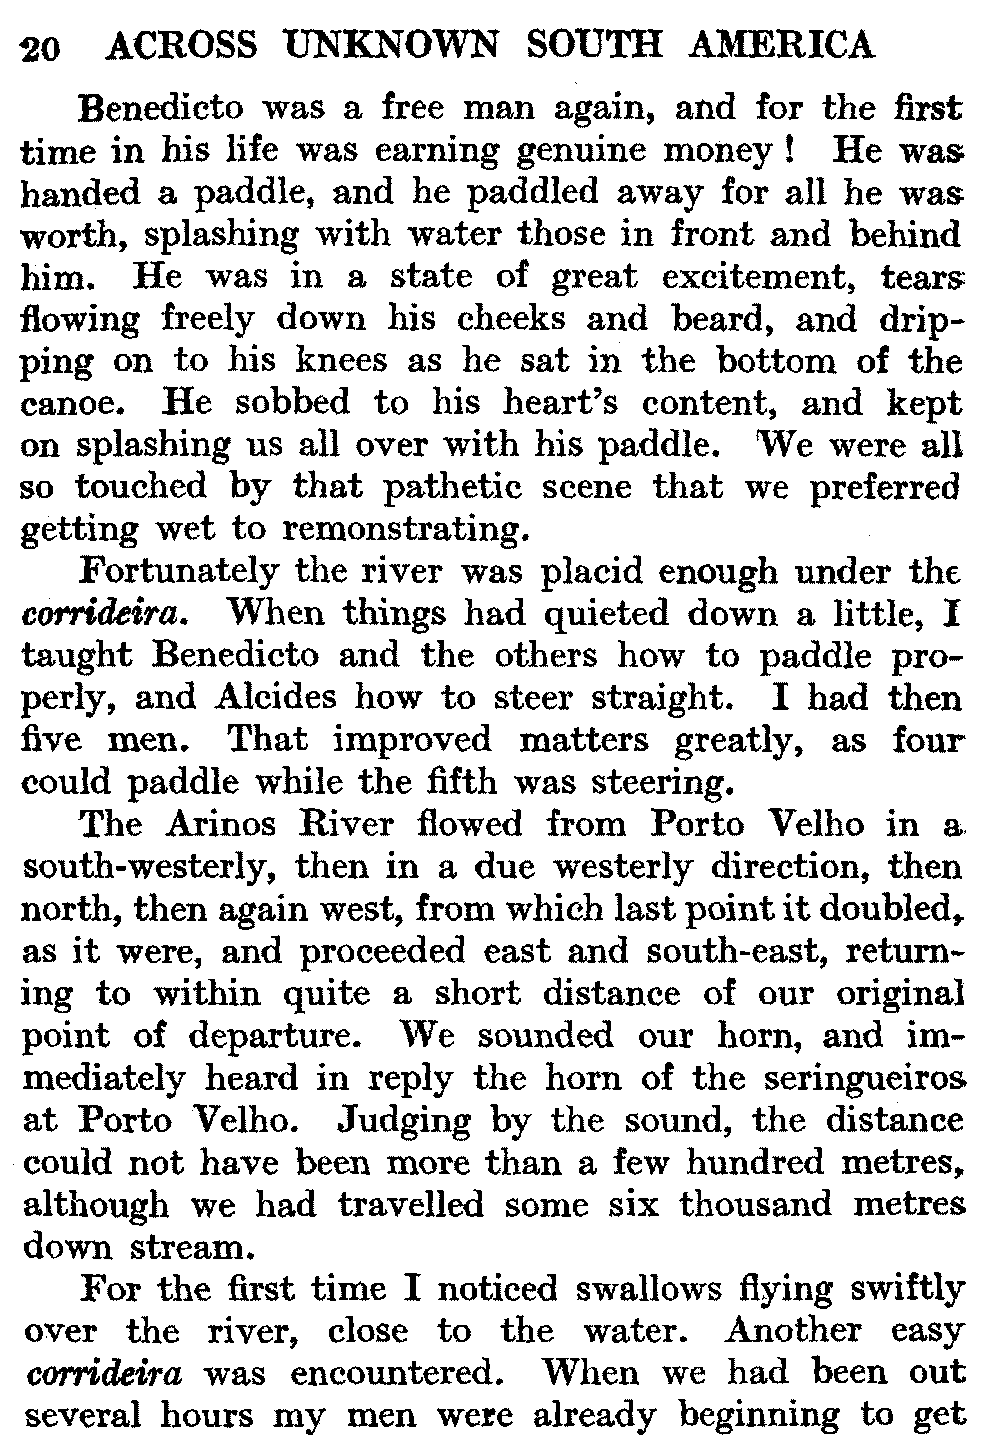 20 ACROSS UNKNOWN SOUTH AMERICA
Benedicto was a free man again, and for the first
time in his life was earning genuine money! He was
handed a paddle, and he paddled away for all he was
worth, splashing with water those in front and behind
him. He was in a state of great excitement, tears
flowing freely down his cheeks and beard, and drip-
ping on to his knees as he sat in the bottom of the
canoe. He sobbed to his heart's content, and kept
on splashing us all over with his paddle. We were all
so touched by that pathetic scene that we preferred
getting wet to remonstrating.
Fortunately the river was placid enough under the
corrideira. When things had quieted down a little, I
taught Benedicto and the others how to paddle pro-
perly, and Alcides how to steer straight. I had then
five men. That improved matters greatly, as four
could paddle while the fifth was steering.
The Arinos River flowed from Porto Velho in a
south-westerly, then in a due westerly direction, then
north, then again west, from which last point it doubled,
as it were, and proceeded east and south-east, return-
ing to within quite a short distance of our original
point of departure. We sounded our horn, and im-
mediately heard in reply the horn of the seringueiros
at Porto Velho. Judging by the sound, the distance
could not have been more than a few hundred metres,
although we had travelled some six thousand metres
down stream.
For the first time I noticed swallows flying swiftly
over the river, close to the water. Another easy
corrideira was encountered. When we had been out
several hours my men were already beginning to get